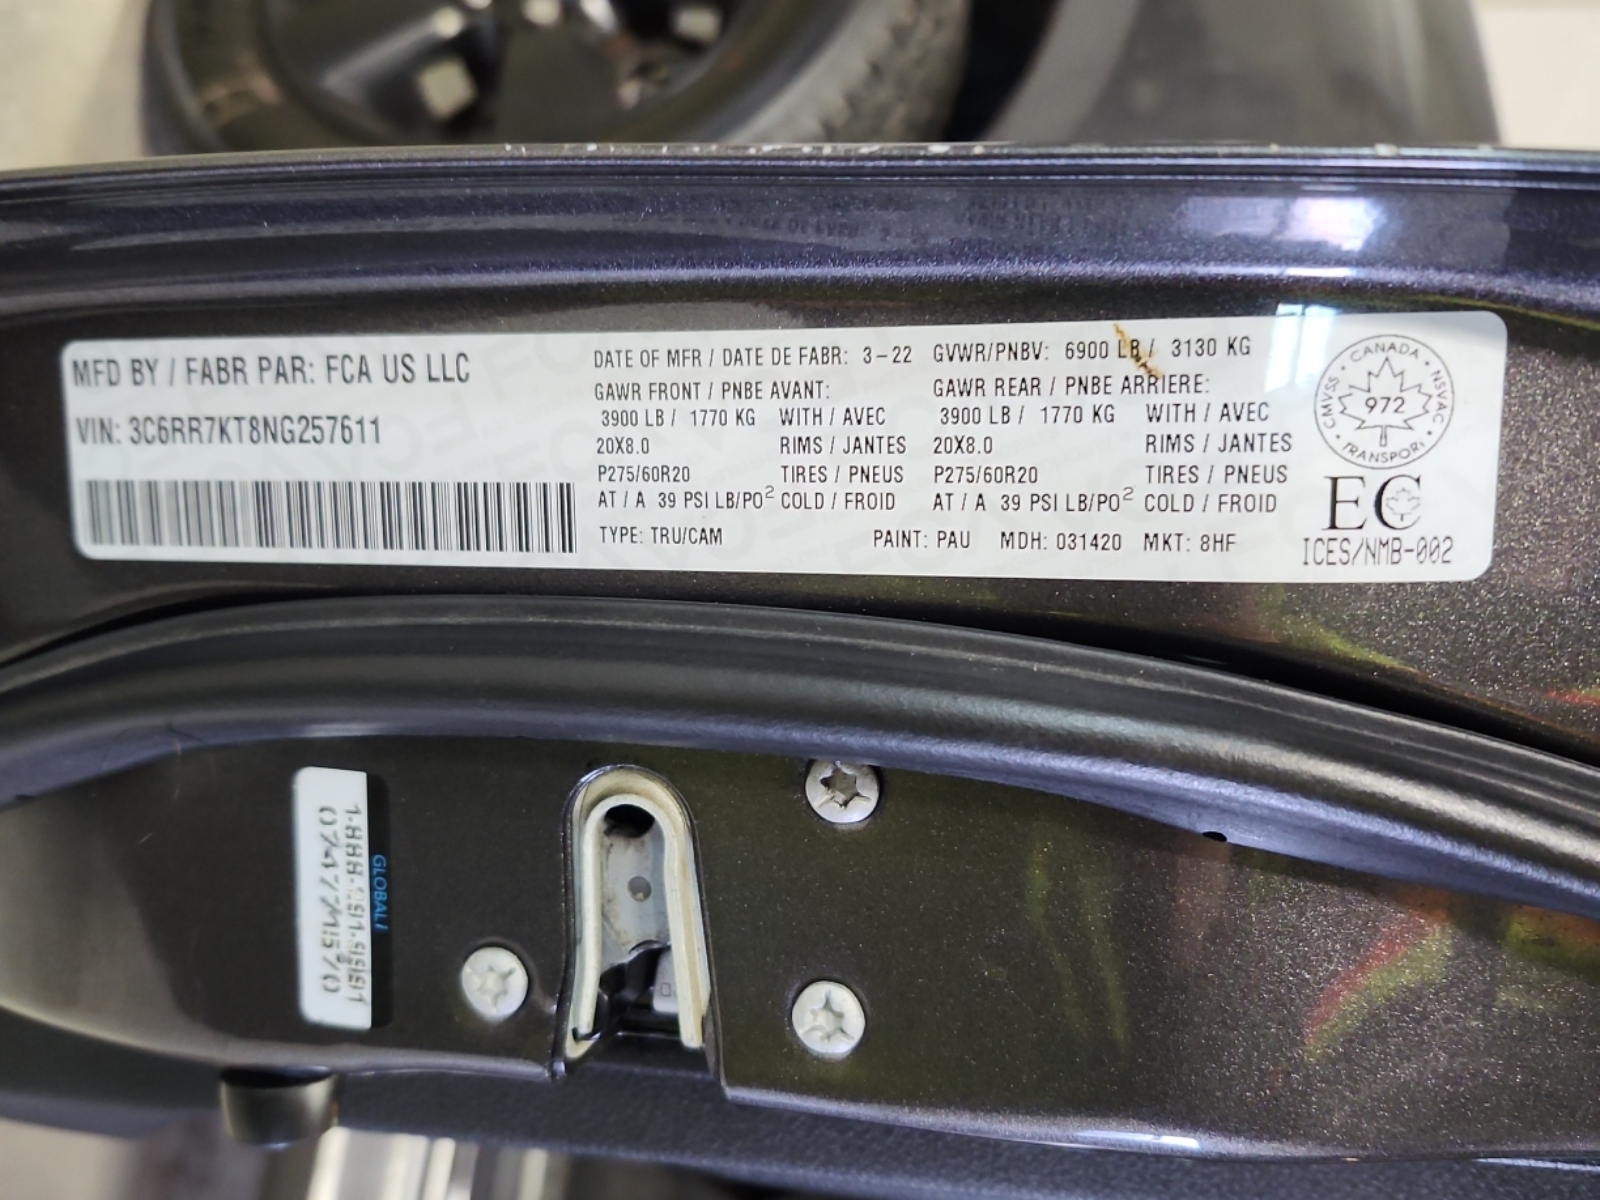 MFD BY / FABR PAR: FCA US LLC
VIN: 3C6RR7KT8NG257611
DATE OF MFR / DATE DE FABR: 3-22 GVWR/PNBV: 6900 LB / 3130 KG
GAWR FRONT / PNBE AVANT: GAWR REAR / PNBE ARRIERE:
3900 LB / 1770 KG WITH / AVEC 3900 LB / 1770 KG WITH / AVEC
20X8.0 RIMS / JANTES 20X8.0 RIMS / JANTES
P275/60R20 TIRES / PNEUS P275/60R20 TIRES / PNEUS
AT / A 39 PSI LB/PO² COLD / FROID AT / A 39 PSI LB/PO² COLD / FROID
TYPE: TRU/CAM PAINT: PAU MDH: 031420 MKT: 8HF
CANADA
CMVSS · NSVAC
972
TRANSPORT
EC
ICES/NMB-002
GLOBALI